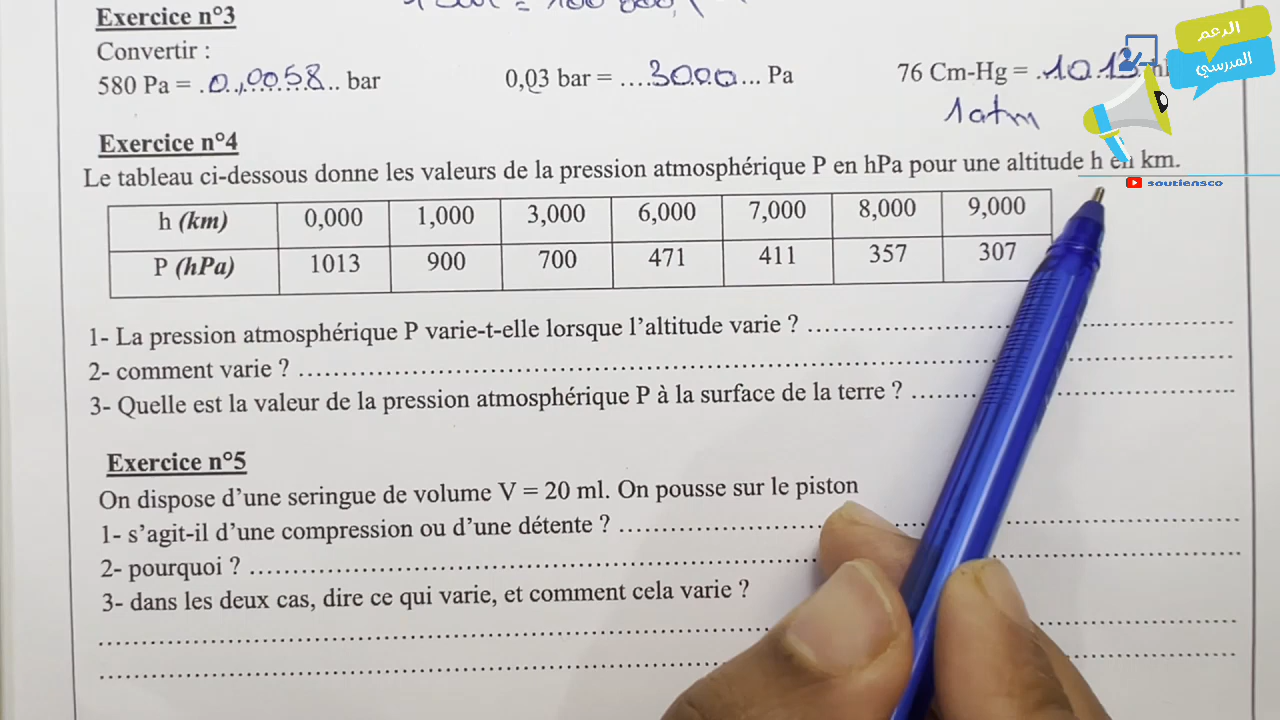 1 bar = 100 000
Exercice n°3
Convertir :
580 Pa = .0,0058.. bar
0,03 bar = ....3000... Pa
76 Cm-Hg = ..1013
1atm
الدعم
المدرسي
soutiensco
Exercice n°4
Le tableau ci-dessous donne les valeurs de la pression atmosphérique P en hPa pour une altitude h en km.
h (km) 0,000 1,000 3,000 6,000 7,000 8,000 9,000
P (hPa) 1013 900 700 471 411 357 307
1- La pression atmosphérique P varie-t-elle lorsque l'altitude varie ? ........................
2- comment varie ? ........................
3- Quelle est la valeur de la pression atmosphérique P à la surface de la terre ? ........................
Exercice n°5
On dispose d'une seringue de volume V = 20 ml. On pousse sur le piston
1- s'agit-il d'une compression ou d'une détente ? ........................
2- pourquoi ? ........................
3- dans les deux cas, dire ce qui varie, et comment cela varie ?